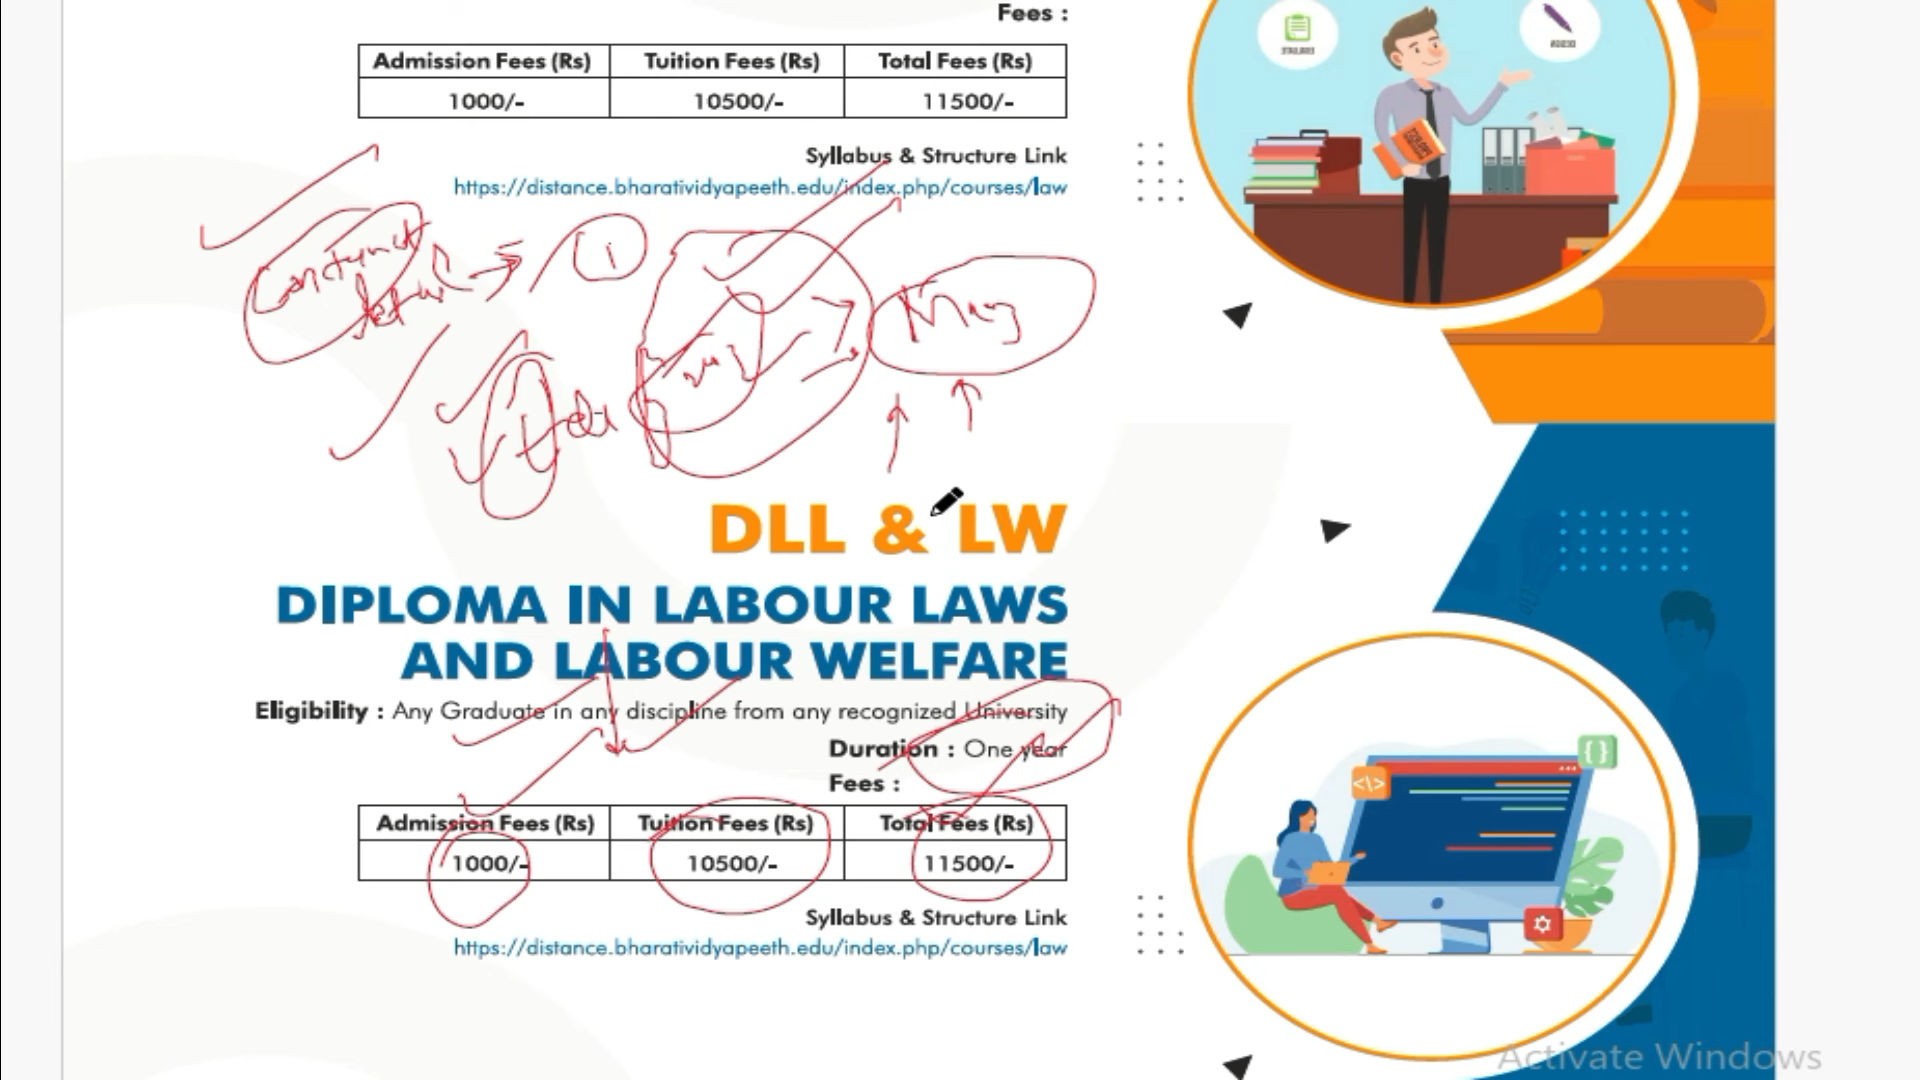 Fees :
Admission Fees (Rs) Tuition Fees (Rs) Total Fees (Rs)
1000/- 10500/- 11500/-
Syllabus & Structure Link
https://distance.bharatividyapeeth.edu/index.php/courses/law
DLL & LW
DIPLOMA IN LABOUR LAWS
AND LABOUR WELFARE
Eligibility : Any Graduate in any discipline from any recognized University
Duration : One year
Fees :
Admission Fees (Rs) Tuition Fees (Rs) Total Fees (Rs)
1000/- 10500/- 11500/-
Syllabus & Structure Link
https://distance.bharatividyapeeth.edu/index.php/courses/law
Activate Windows